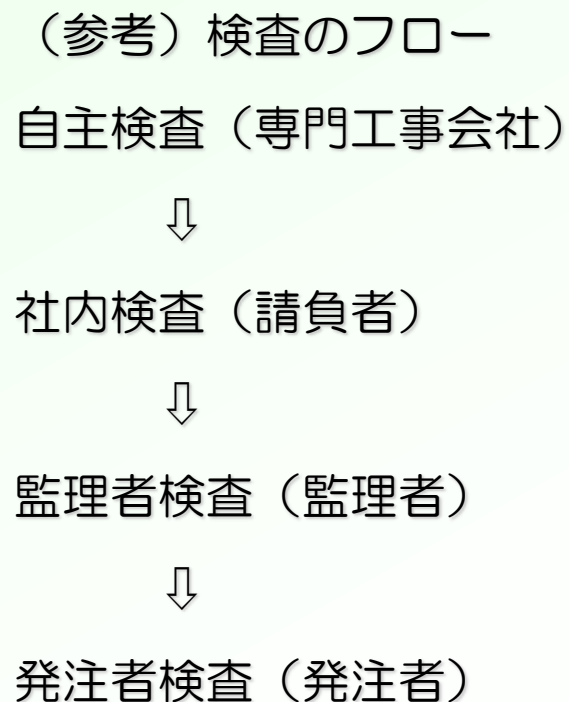 （参考）検査のフロー
自主検査（専門工事会社）
⇩
社内検査（請負者）
⇩
監理者検査（監理者）
⇩
発注者検査（発注者）